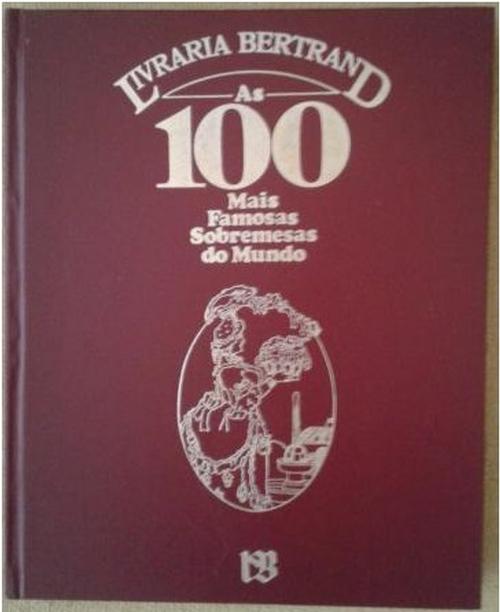 LIVRARIA BERTRAND
As
100
Mais
Famosas
Sobremesas
do Mundo